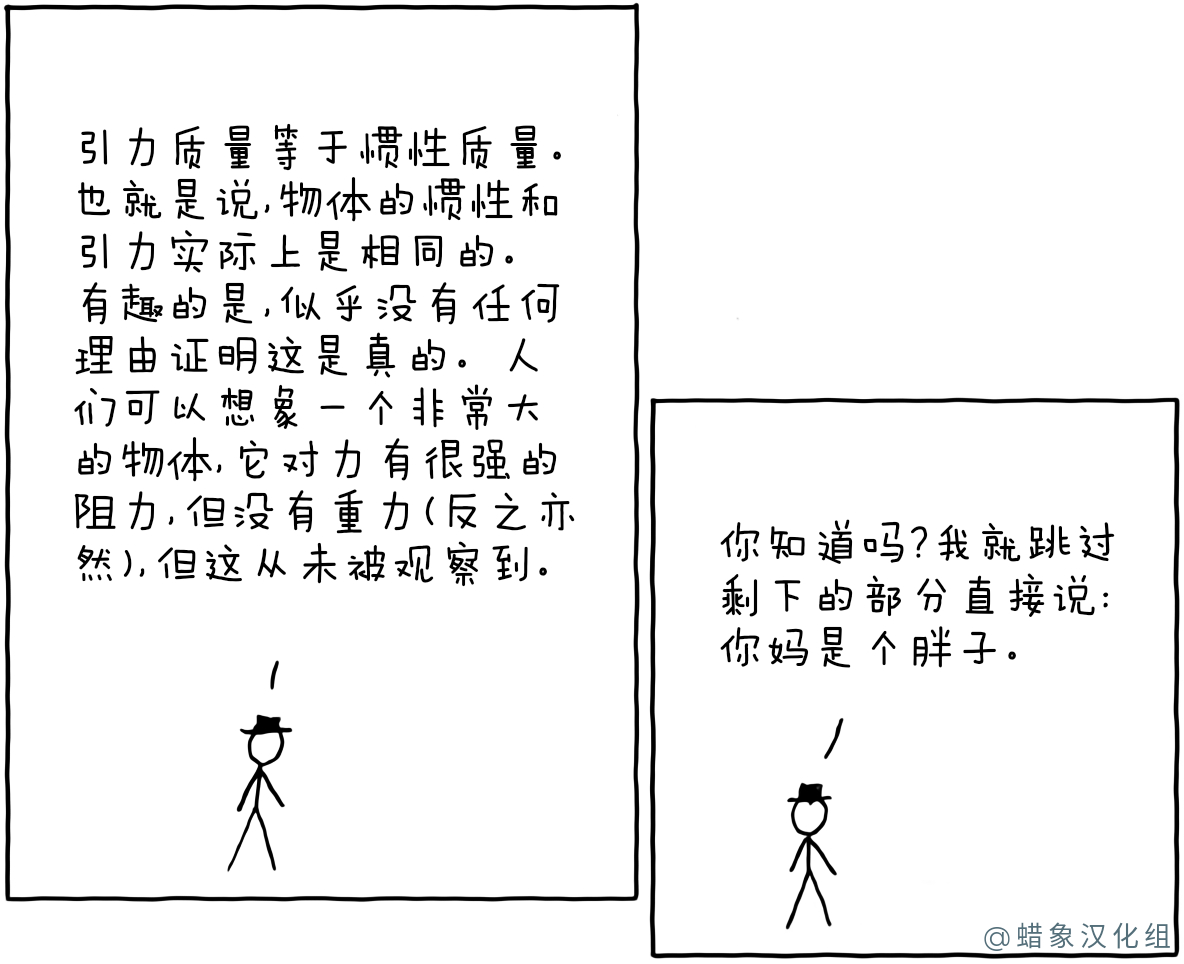 引力质量等于惯性质量。
也就是说,物体的惯性和
引力实际上是相同的。
有趣的是,似乎没有任何
理由证明这是真的。人
们可以想象一个非常大
的物体,它对力有很强的
阻力,但没有重力(反之亦
然),但这从未被观察到。
你知道吗?我就跳过
剩下的部分直接说:
你妈是个胖子。
@蜡象汉化组